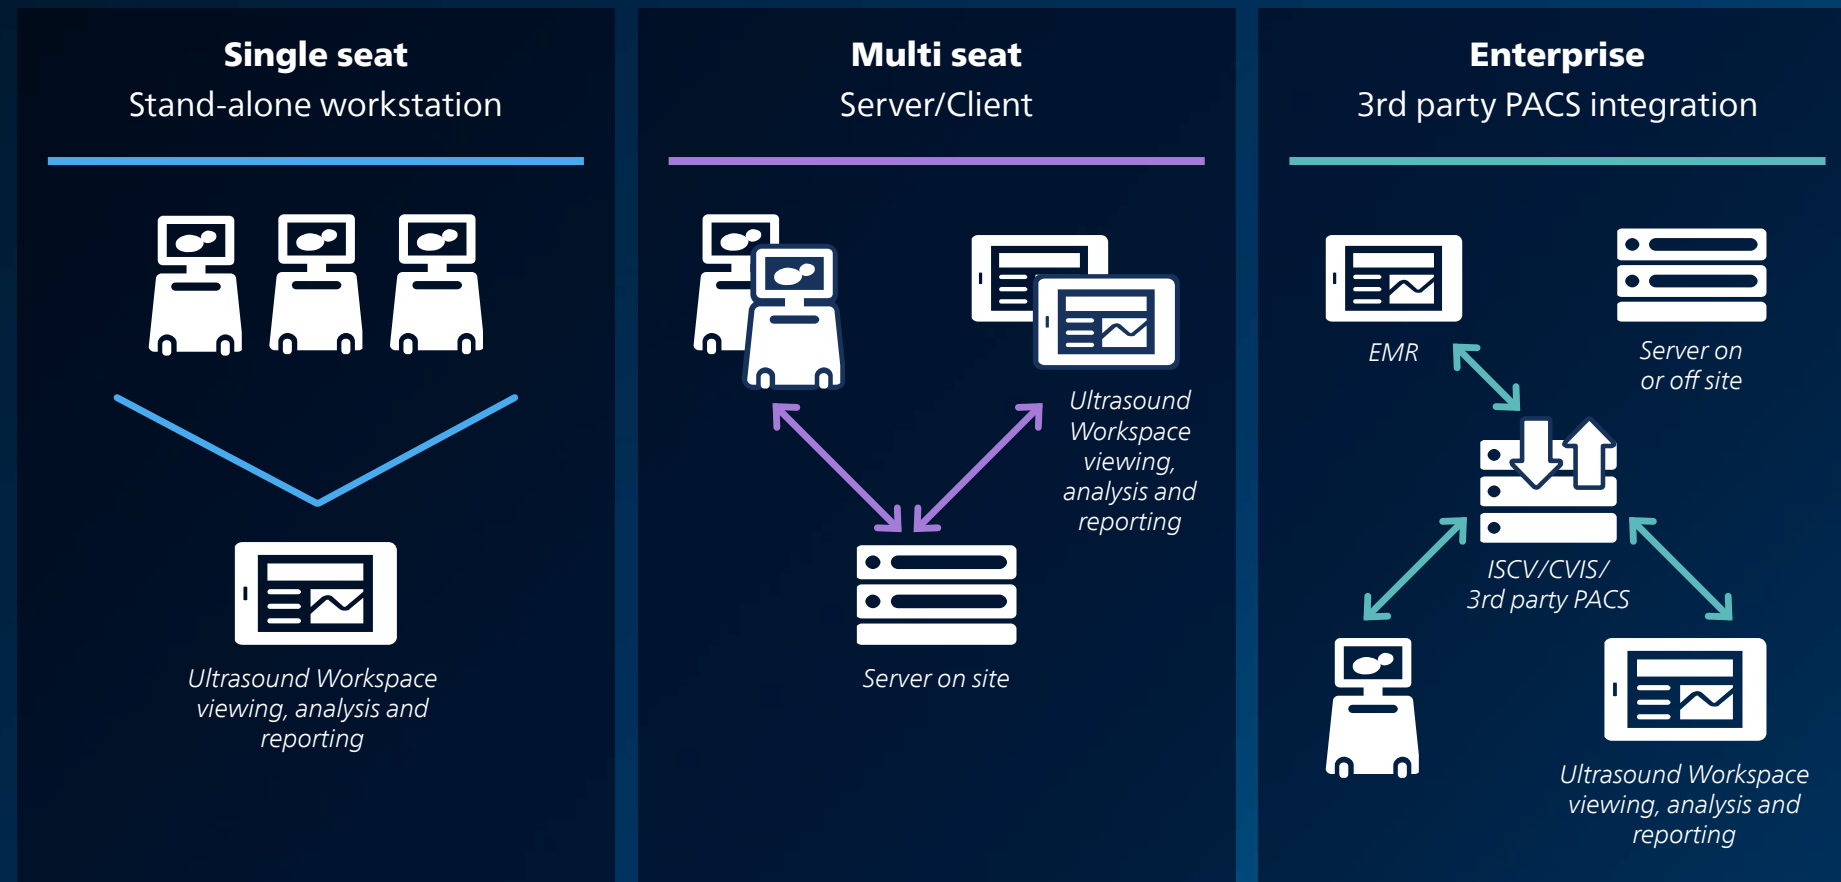 Single seat
Stand-alone workstation
Ultrasound Workspace
viewing, analysis and
reporting
Multi seat
Server/Client
Ultrasound
Workspace
viewing,
analysis and
reporting
Server on site
Enterprise
3rd party PACS integration
EMR
Server on
or off site
ISCV/CVIS/
3rd party PACS
Ultrasound Workspace
viewing, analysis and
reporting